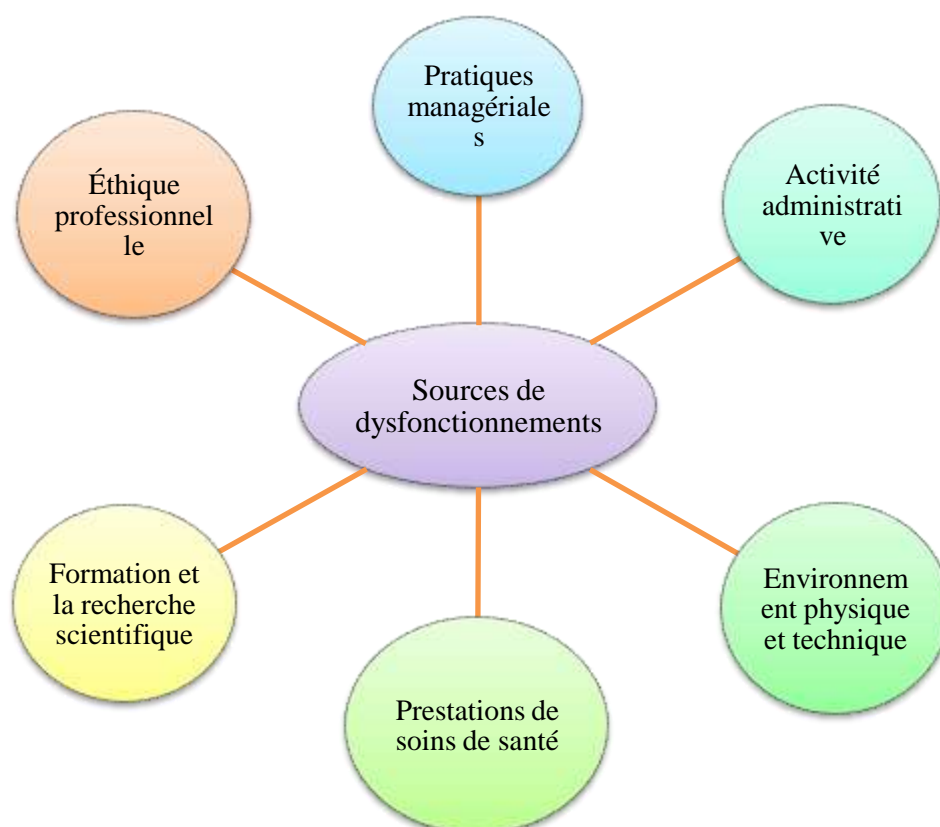 Pratiques
managériale
s
Éthique
professionnel
le
Activité
administrati
ve
Sources de
dysfonctionnements
Formation et
la recherche
scientifique
Environnem
ent physique
et technique
Prestations de
soins de santé